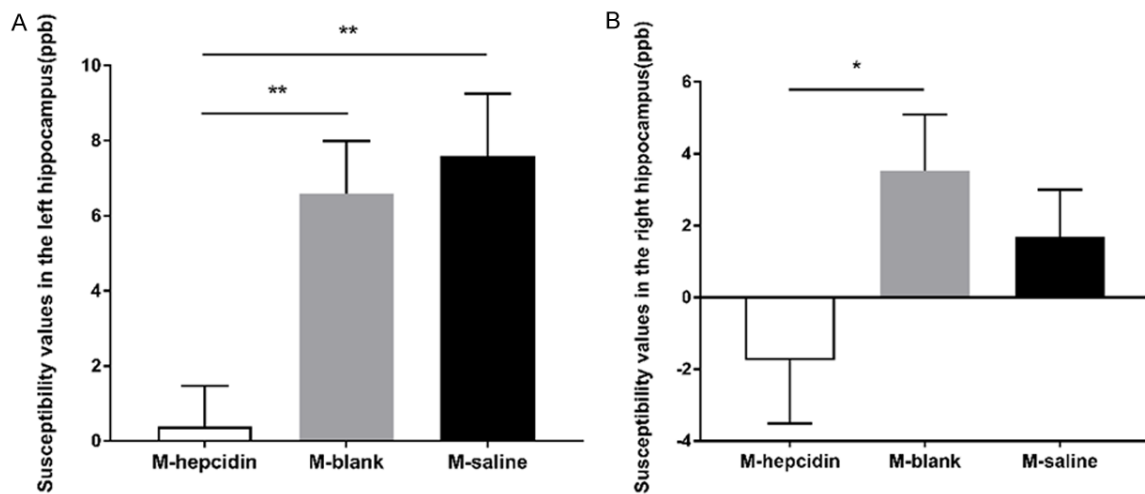 A
Susceptibility values in the left hippocampus(ppb)
10
8
6
4
2
0
**
**
M-hepcidin
M-blank
M-saline
B
Susceptibility values in the right hippocampus(ppb)
6
4
2
0
-2
-4
*
M-hepcidin
M-blank
M-saline